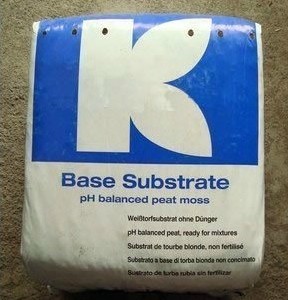 K
Base Substrate
pH balanced peat moss
Weißtorfsubstrat ohne Dünger
pH balanced peat, ready for mixtures
Substrat de tourbe blonde, non fertilisé
Substrato a base di torba bionda non concimato
Sustrato de turba rubia sin fertilizar